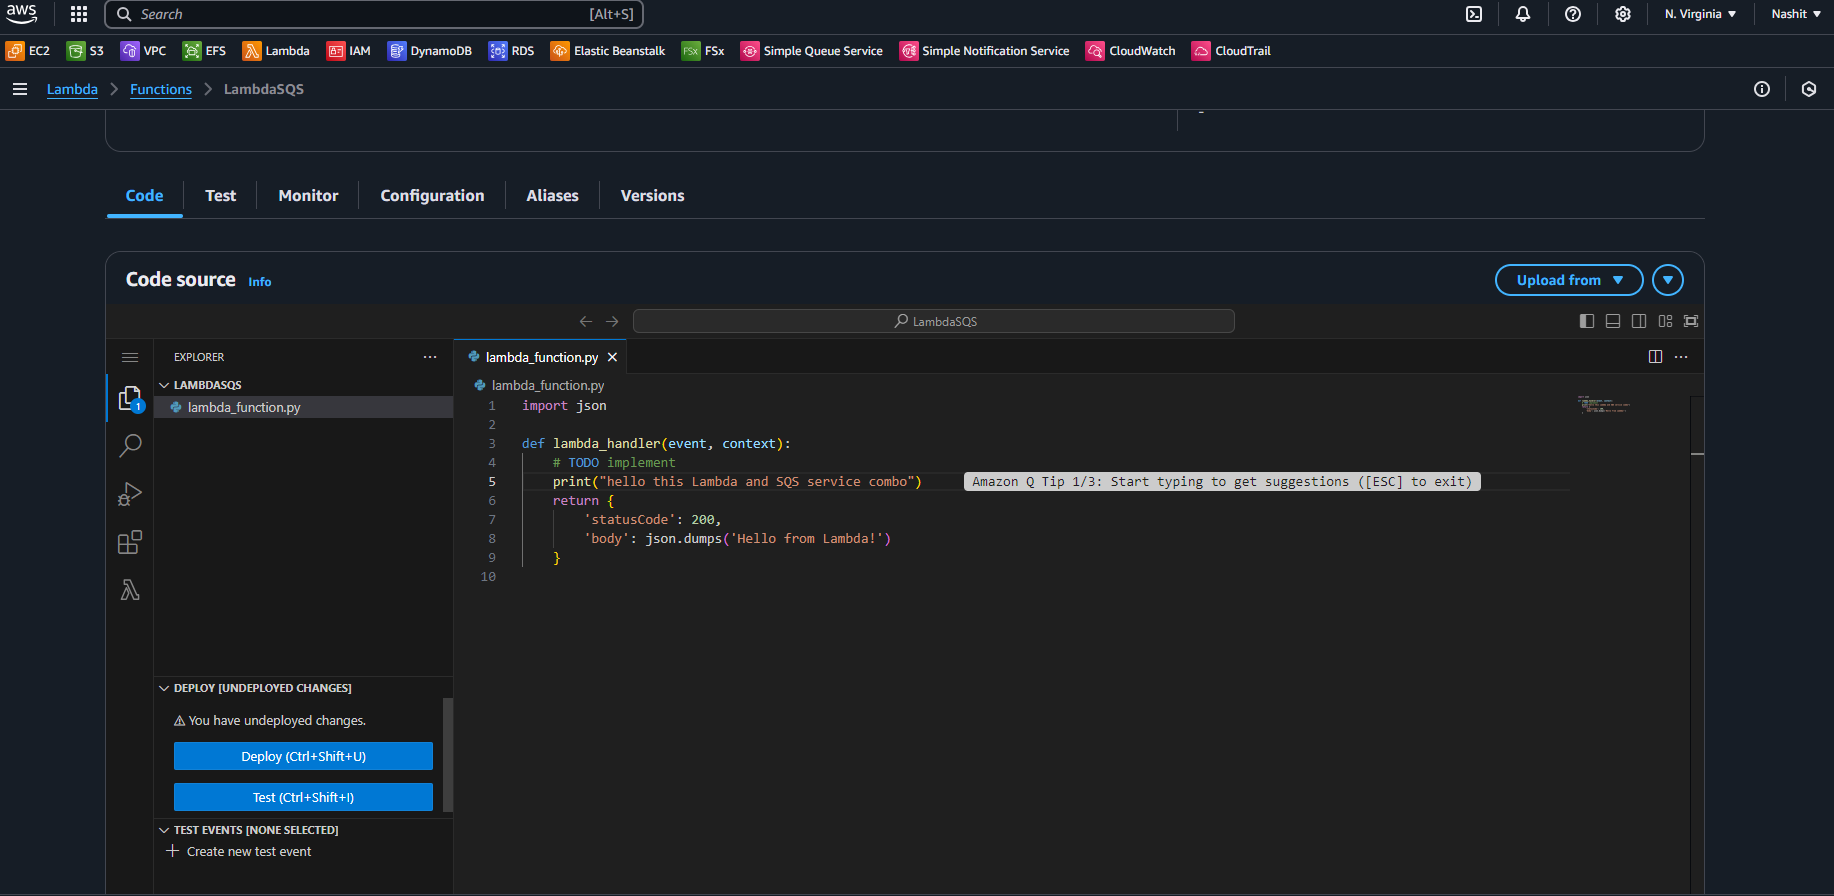 aws Search [Alt+S] N. Virginia Nashit
EC2 S3 VPC EFS Lambda IAM DynamoDB RDS Elastic Beanstalk FSx FSx Simple Queue Service Simple Notification Service CloudWatch CloudTrail
Lambda Functions LambdaSQS
-
Code Test Monitor Configuration Aliases Versions
Code source Info Upload from
LambdaSQS
EXPLORER
LAMBDASQS
1
lambda_function.py
DEPLOY [UNDEPLOYED CHANGES]
You have undeployed changes.
Deploy (Ctrl+Shift+U)
Test (Ctrl+Shift+I)
TEST EVENTS [NONE SELECTED]
Create new test event
lambda_function.py
lambda_function.py
1 import json
2
3 def lambda_handler(event, context):
4 # TODO implement
5 print("hello this Lambda and SQS service combo") Amazon Q Tip 1/3: Start typing to get suggestions ([ESC] to exit)
6 return {
7 'statusCode': 200,
8 'body': json.dumps('Hello from Lambda!')
9 }
10